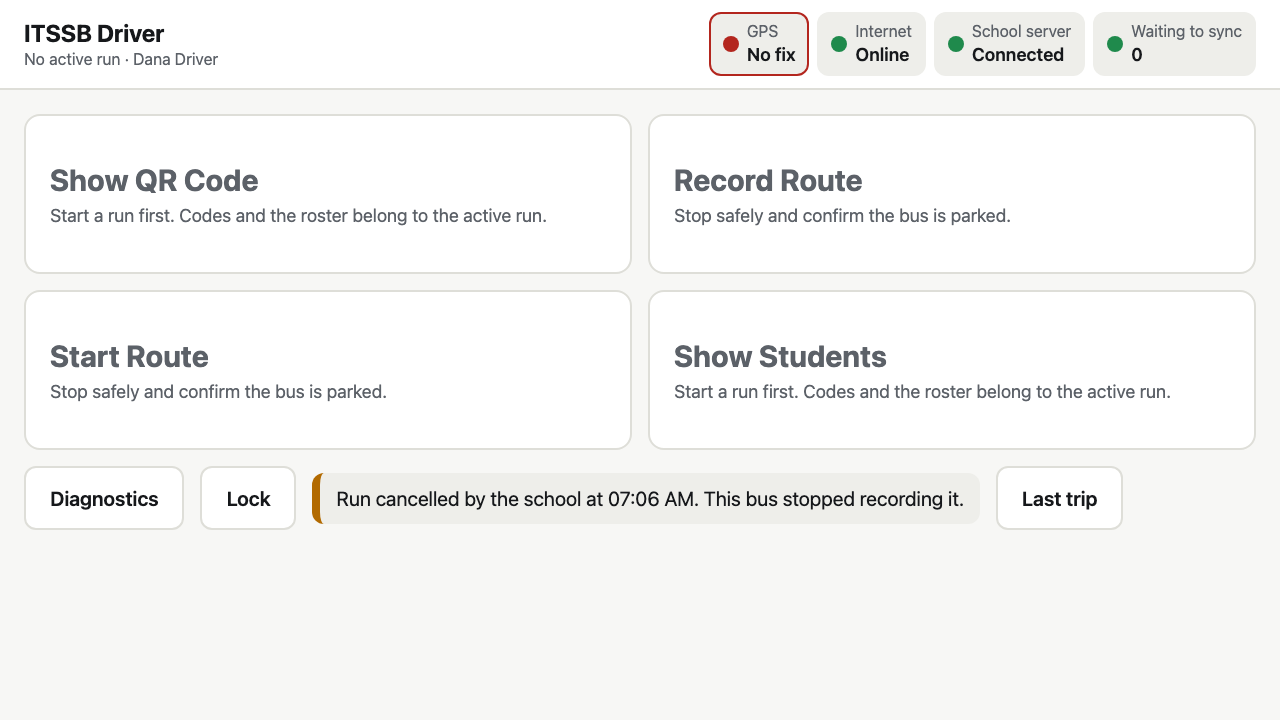 ITSSB Driver
No active run · Dana Driver
GPS
No fix
Internet
Online
School server
Connected
Waiting to sync
0
Show QR Code
Start a run first. Codes and the roster belong to the active run.
Record Route
Stop safely and confirm the bus is parked.
Start Route
Stop safely and confirm the bus is parked.
Show Students
Start a run first. Codes and the roster belong to the active run.
Diagnostics
Lock
Run cancelled by the school at 07:06 AM. This bus stopped recording it.
Last trip